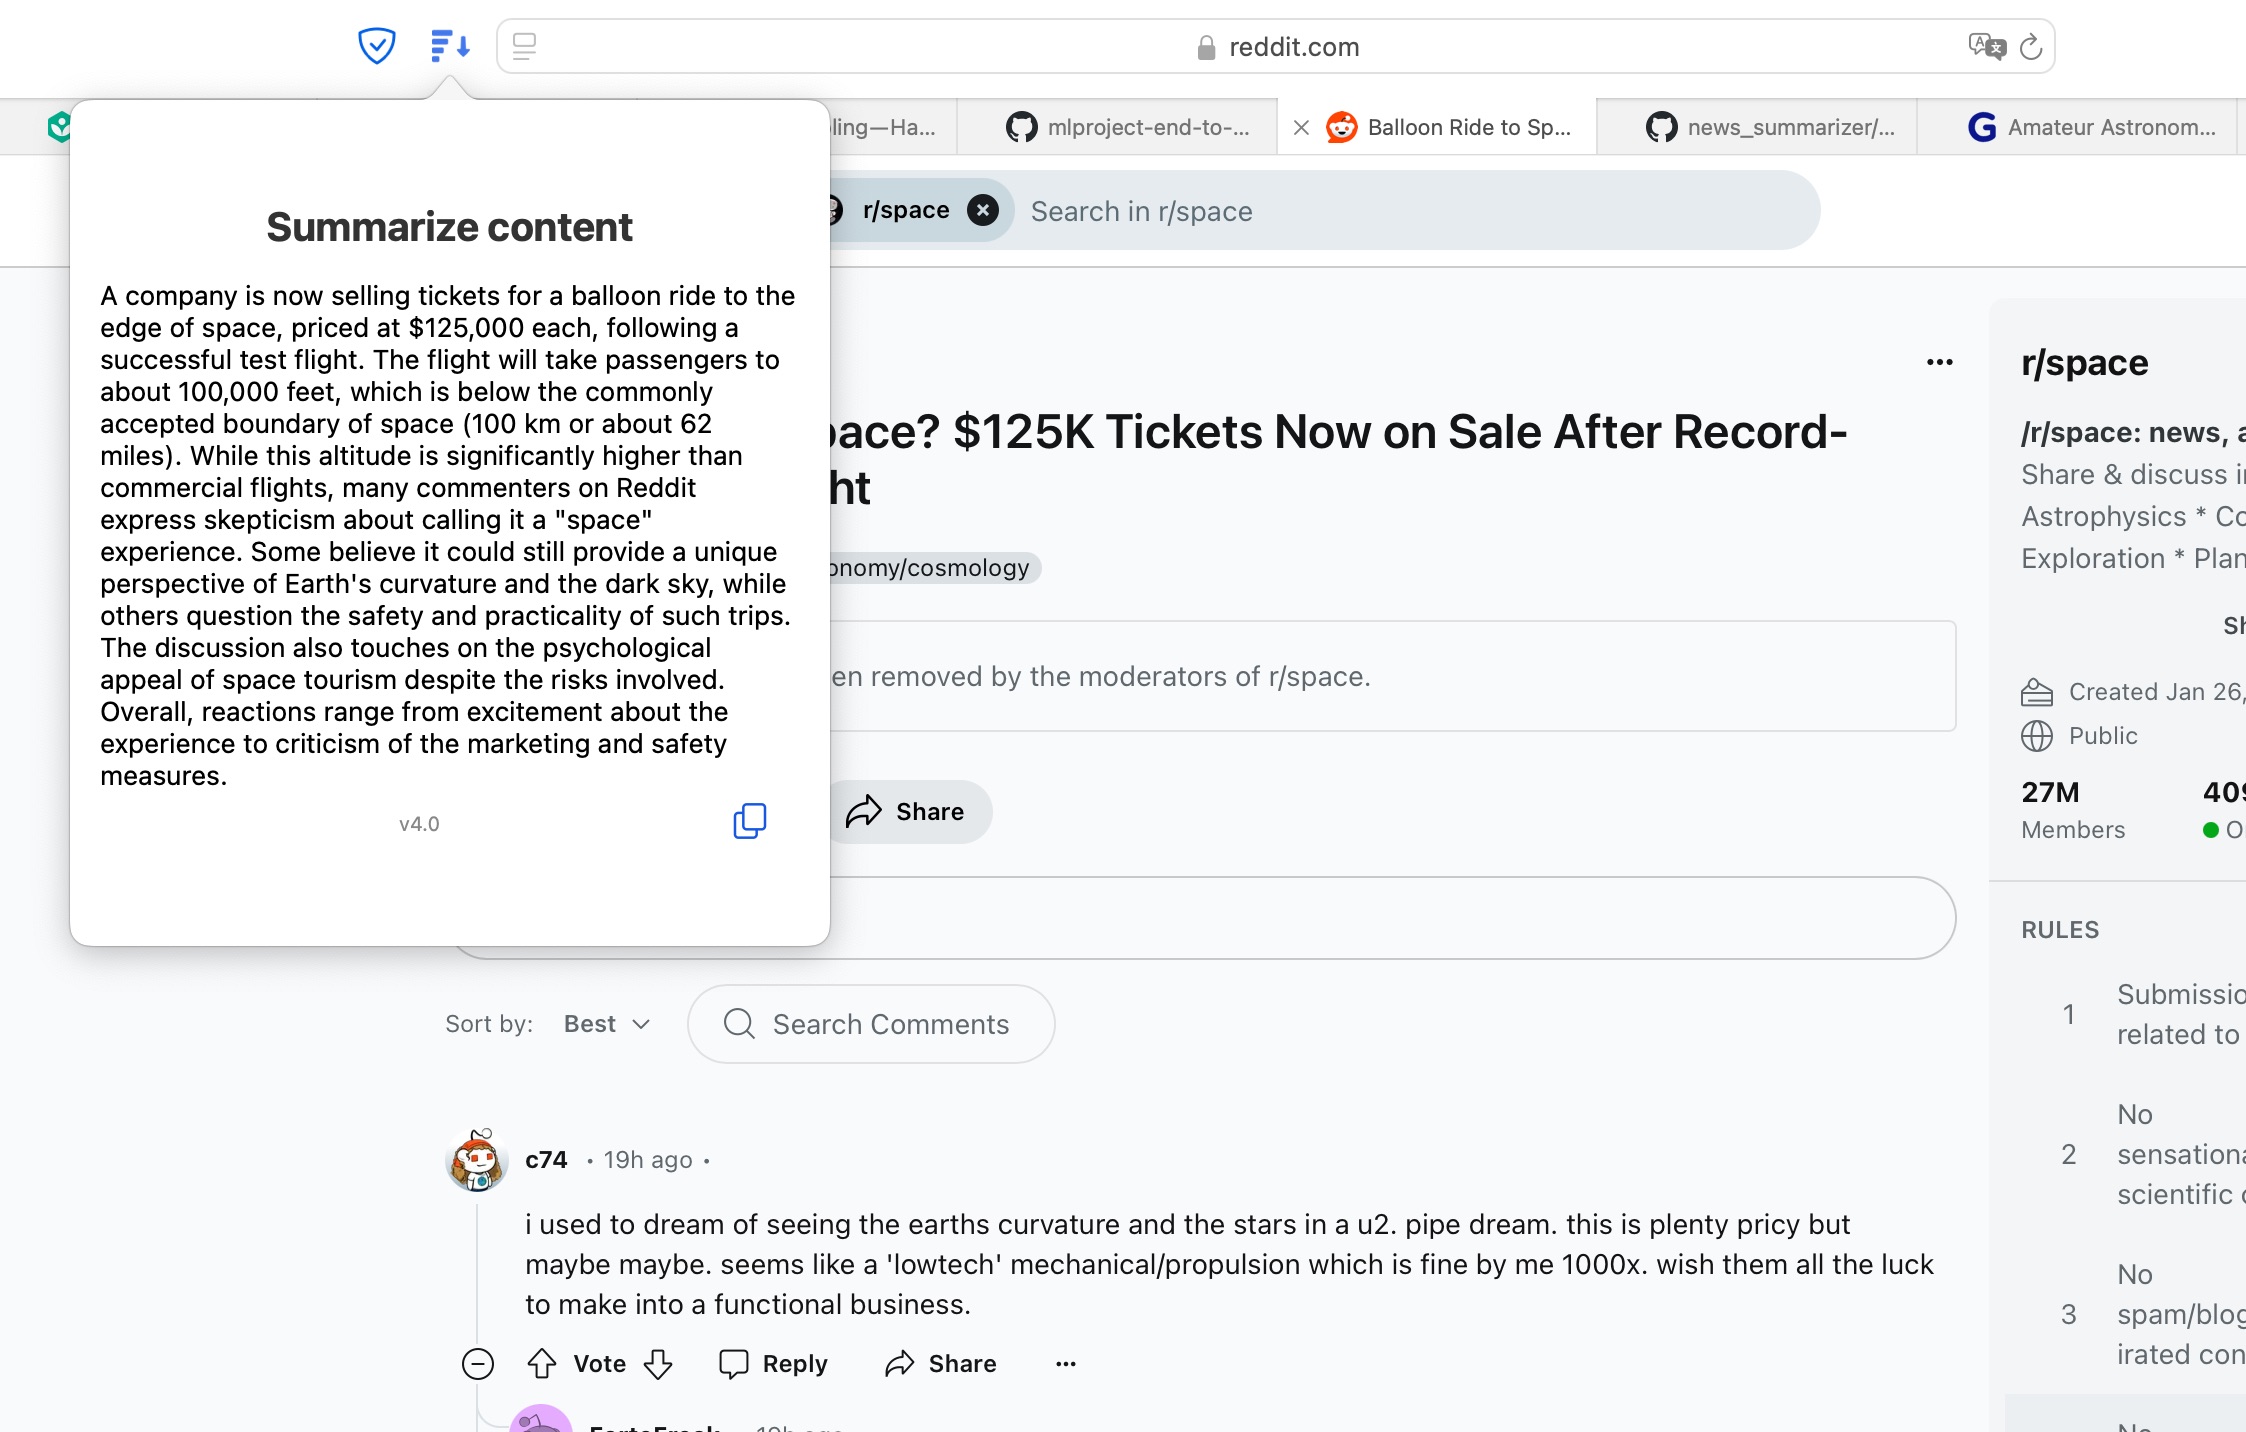 reddit.com
ling—Ha...
mlproject-end-to-...
Balloon Ride to Sp...
news_summarizer/...
Amateur Astronom...
r/space
Search in r/space
Summarize content
A company is now selling tickets for a balloon ride to the
edge of space, priced at $125,000 each, following a
successful test flight. The flight will take passengers to
about 100,000 feet, which is below the commonly
accepted boundary of space (100 km or about 62
miles). While this altitude is significantly higher than
commercial flights, many commenters on Reddit
express skepticism about calling it a "space"
experience. Some believe it could still provide a unique
perspective of Earth's curvature and the dark sky, while
others question the safety and practicality of such trips.
The discussion also touches on the psychological
appeal of space tourism despite the risks involved.
Overall, reactions range from excitement about the
experience to criticism of the marketing and safety
measures.
v4.0
pace? $125K Tickets Now on Sale After Record-
ht
onomy/cosmology
en removed by the moderators of r/space.
Share
Sort by: Best
Search Comments
c74 • 19h ago •
i used to dream of seeing the earths curvature and the stars in a u2. pipe dream. this is plenty pricy but
maybe maybe. seems like a 'lowtech' mechanical/propulsion which is fine by me 1000x. wish them all the luck
to make into a functional business.
Vote Reply Share
r/space
/r/space: news, a
Share & discuss i
Astrophysics * Co
Exploration * Plan
Sh
Created Jan 26,
Public
27M 409
Members O
RULES
1 Submissio
related to
2 No
sensationa
scientific
3 No
spam/blog
irated con